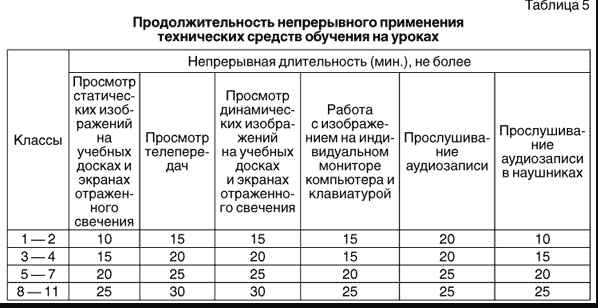 Таблица 5
Продолжительность непрерывного применения
технических средств обучения на уроках
Классы
Непрерывная длительность (мин.), не более
Просмотр
статичес-
ких изоб-
ражений
на
учебных
досках и
экранах
отражен-
ного
свечения
Просмотр
телепере-
дач
Просмотр
динамичес-
ких изобра-
жений
на учебных
досках
и экранах
отраженно-
го свечения
Работа
с изображе-
нием на инди-
видуальном
мониторе
компьютера и
клавиатурой
Прослушива-
ние
аудиозаписи
Прослушива-
ние
аудиозаписи
в наушниках
1 — 2 10 15 15 15 20 10
3 — 4 15 20 20 15 20 15
5 — 7 20 25 25 20 25 20
8 — 11 25 30 30 25 25 25